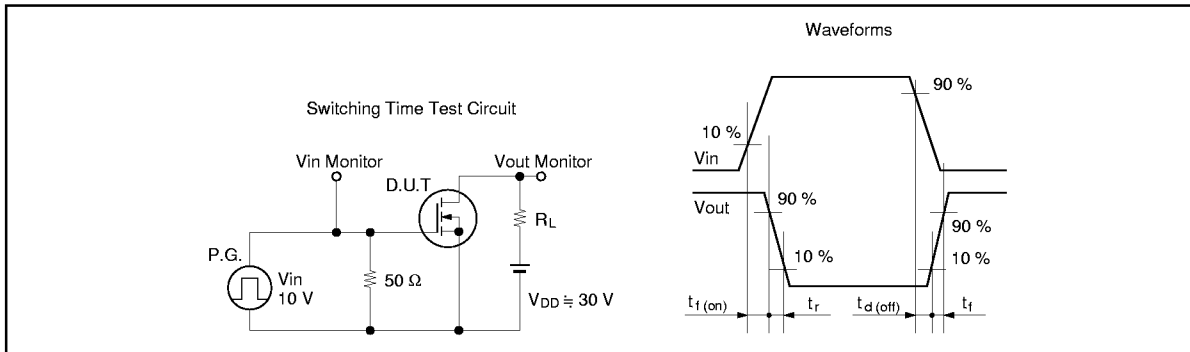 Waveforms
Switching Time Test Circuit
Vin Monitor
Vout Monitor
D.U.T
RL
P.G.
Vin
10 V
50 Ω
VDD ≒ 30 V
90 %
10 %
Vin
Vout
90 %
90 %
10 %
10 %
tf (on)
tr
td (off)
tf